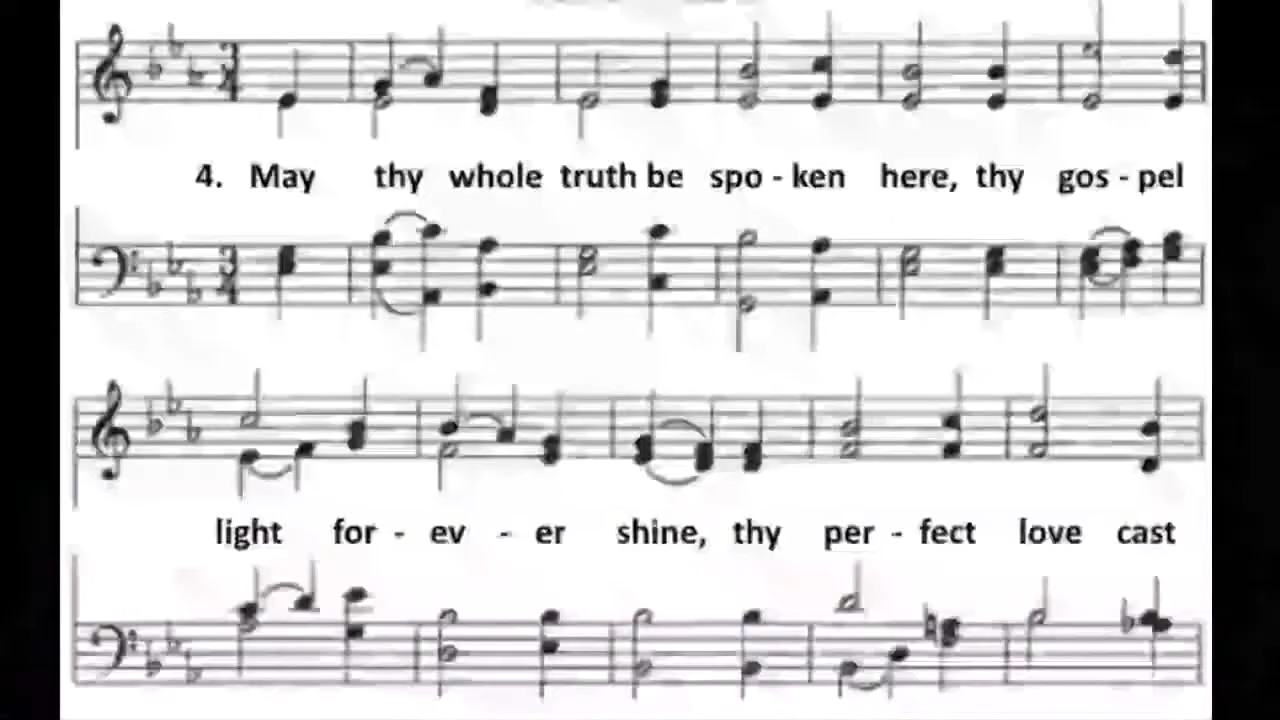 4. May thy whole truth be spo - ken here, thy gos - pel
light for - ev - er shine, thy per - fect love cast